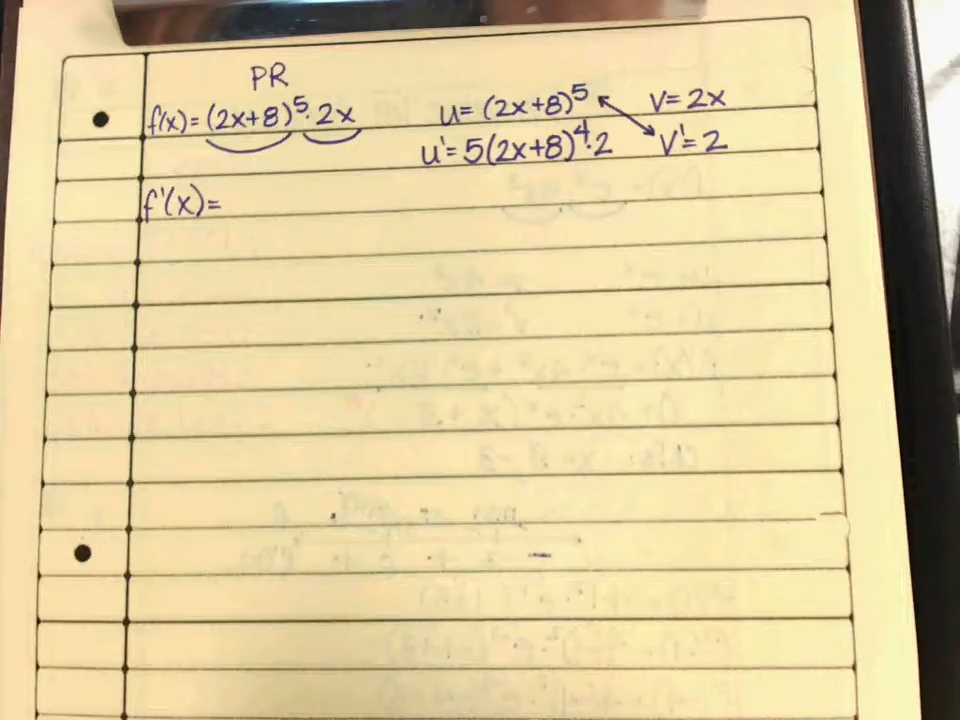 PR
f(x)= (2x+8)⁵·2x u= (2x+8)⁵ v= 2x
u'= 5(2x+8)⁴·2 v'= 2
f'(x)=